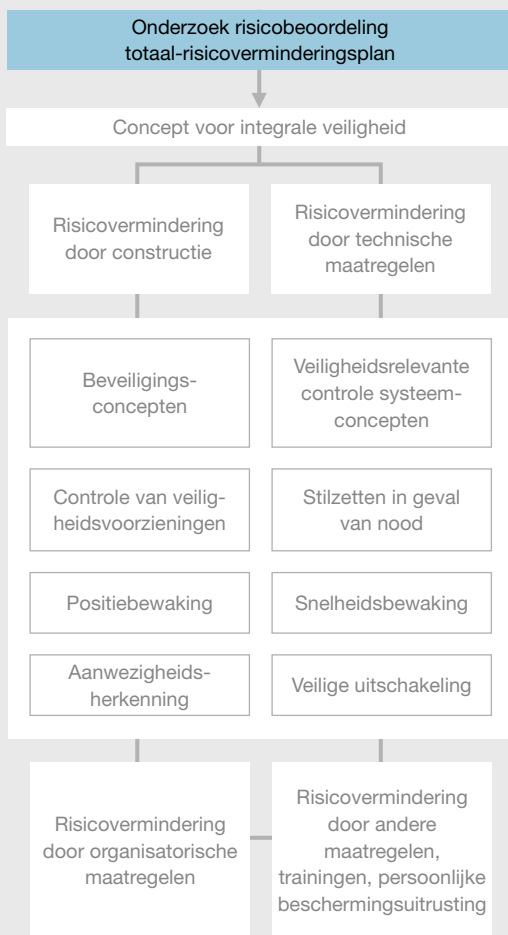 Onderzoek risicobeoordeling
totaal-risicoverminderingsplan
Concept voor integrale veiligheid
Risicovermindering
door constructie
Risicovermindering
door technische
maatregelen
Beveiligings-
concepten
Veiligheidsrelevante
controle systeem-
concepten
Controle van veilig-
heidsvoorzieningen
Stilzetten in geval
van nood
Positiebewaking
Snelheidsbewaking
Aanwezigheids-
herkenning
Veilige uitschakeling
Risicovermindering
door organisatorische
maatregelen
Risicovermindering
door andere
maatregelen,
trainingen, persoonlijke
beschermingsuitrusting